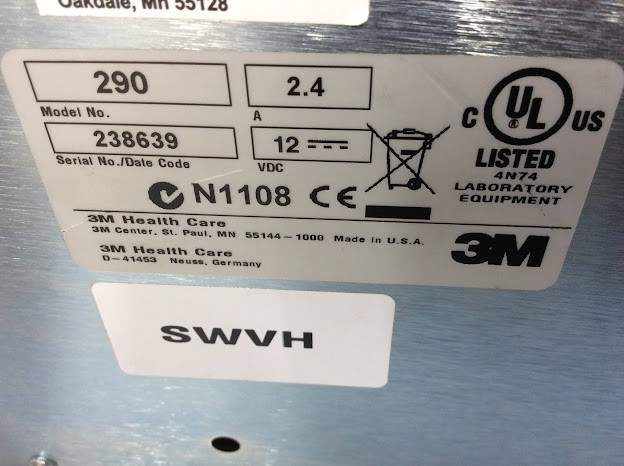 Oakdale, Mn 55128
290
Model No.
2.4
A
238639
Serial No./Date Code
12
VDC
C UL US
®
LISTED
4N74
LABORATORY
EQUIPMENT
N1108 CE
3M Health Care
3M Center, St. Paul, MN 55144-1000 Made in U.S.A.
3M Health Care
D-41453 Neuss, Germany
3M
SWVH